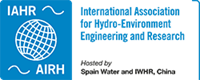 IAHR
AIRH
International Association
for Hydro-Environment
Engineering and Research
Hosted by
Spain Water and IWHR, China